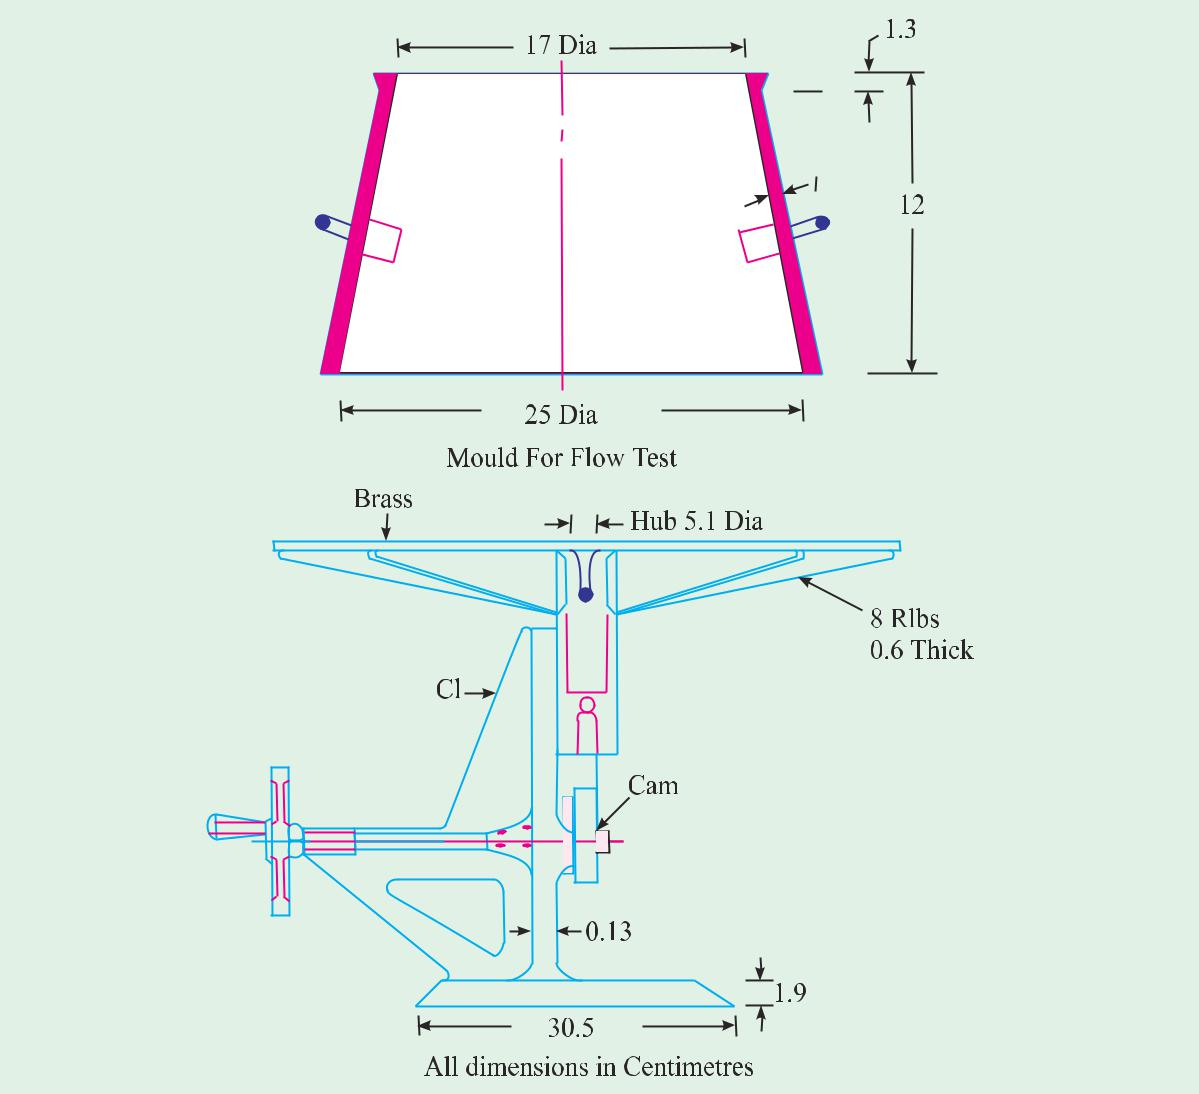 17 Dia
1.3
1
12
25 Dia
Mould For Flow Test
Brass
Hub 5.1 Dia
8 Rlbs
0.6 Thick
Cl
Cam
0.13
1.9
30.5
All dimensions in Centimetres